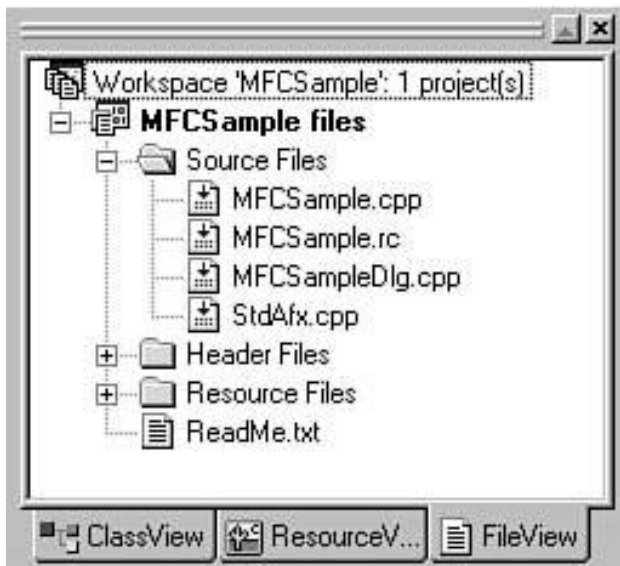 Workspace 'MFCSample': 1 project(s)
MFCSample files
Source Files
MFCSample.cpp
MFCSample.rc
MFCSampleDlg.cpp
StdAfx.cpp
Header Files
Resource Files
ReadMe.txt
ClassView ResourceV... FileView